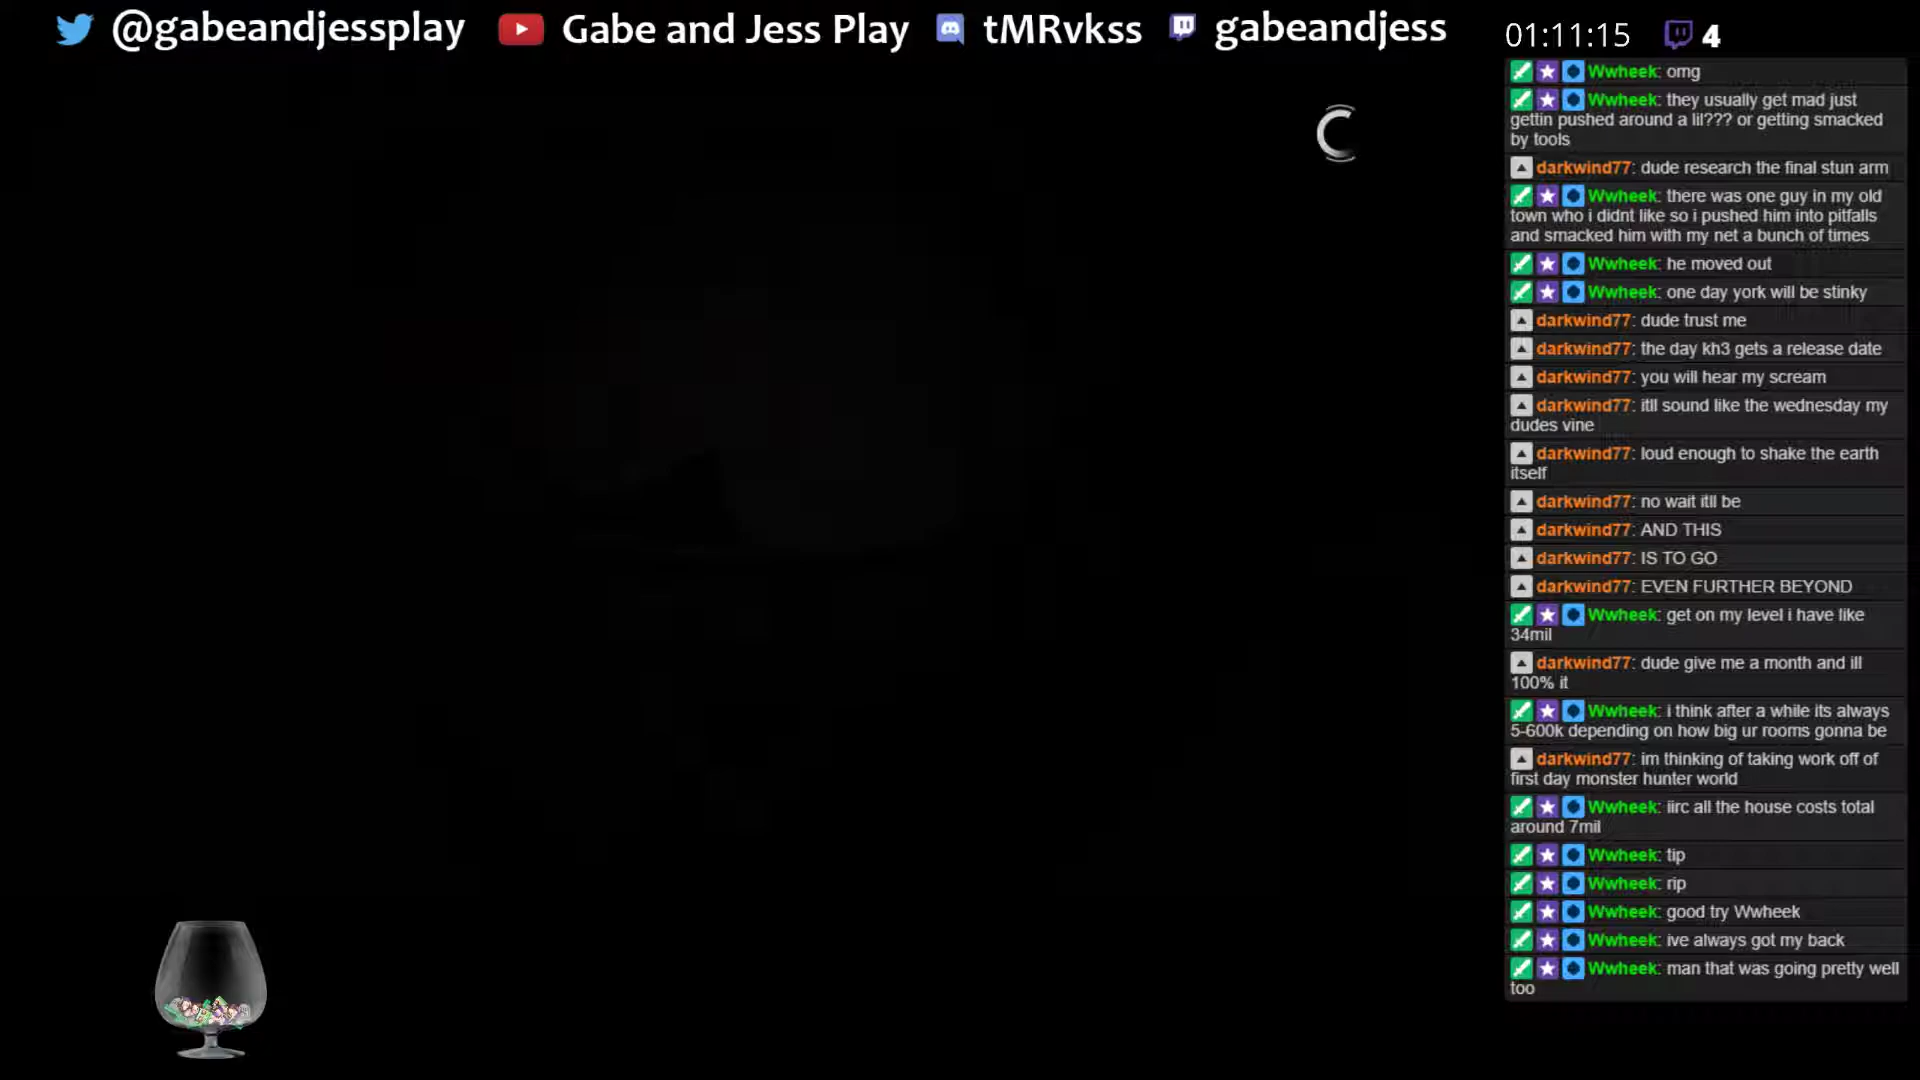 @gabeandjessplay Gabe and Jess Play tMRvkss gabeandjess
01:11:15 4
Wwheek: omg
Wwheek: they usually get mad just
gettin pushed around a lil??? or getting smacked
by tools
darkwind77: dude research the final stun arm
Wwheek: there was one guy in my old
town who i didnt like so i pushed him into pitfalls
and smacked him with my net a bunch of times
Wwheek: he moved out
Wwheek: one day york will be stinky
darkwind77: dude trust me
darkwind77: the day kh3 gets a release date
darkwind77: you will hear my scream
darkwind77: itll sound like the wednesday my
dudes vine
darkwind77: loud enough to shake the earth
itself
darkwind77: no wait itll be
darkwind77: AND THIS
darkwind77: IS TO GO
darkwind77: EVEN FURTHER BEYOND
Wwheek: get on my level i have like
34mil
darkwind77: dude give me a month and ill
100% it
Wwheek: i think after a while its always
5-600k depending on how big ur rooms gonna be
darkwind77: im thinking of taking work off of
first day monster hunter world
Wwheek: iirc all the house costs total
around 7mil
Wwheek: tip
Wwheek: rip
Wwheek: good try Wwheek
Wwheek: ive always got my back
Wwheek: man that was going pretty well
too